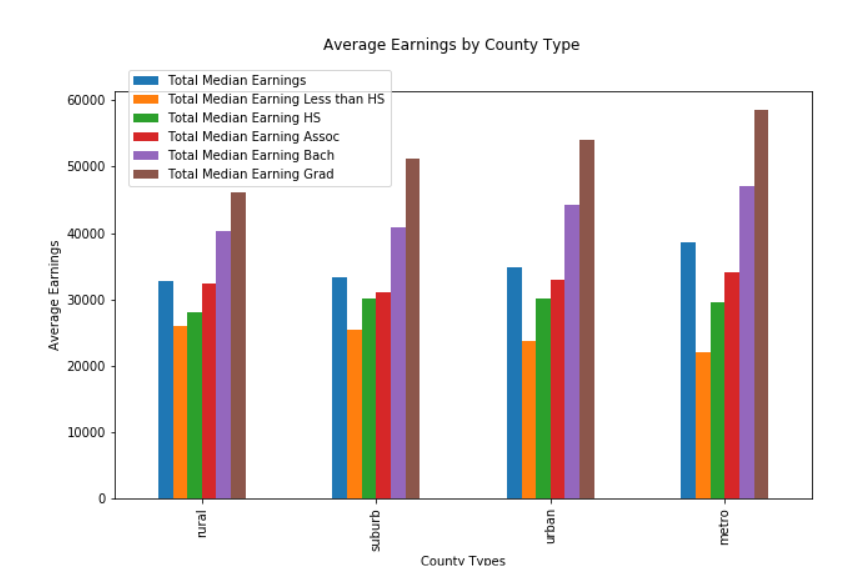 Average Earnings by County Type
Total Median Earnings
Total Median Earning Less than HS
Total Median Earning HS
Total Median Earning Assoc
Total Median Earning Bach
Total Median Earning Grad
60000
50000
40000
30000
20000
10000
0
Average Earnings
rural
suburb
urban
metro
County Types